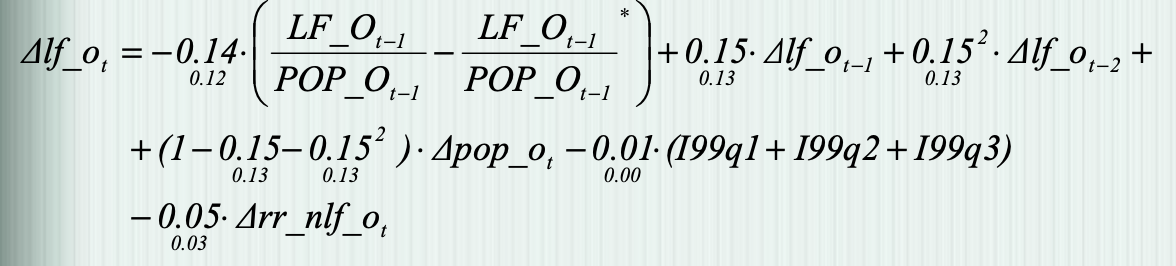 Δlf_o_t = −0.14· ( LF_O_{t−1} / POP_O_{t−1} − LF_O_{t−1} / POP_O_{t−1} * ) + 0.15· Δlf_o_{t−1} + 0.15² · Δlf_o_{t−2} +
0.12 0.13 0.13
+ (1 − 0.15 − 0.15² )· Δpop_o_t − 0.01· (I99q1 + I99q2 + I99q3)
0.13 0.13 0.00
− 0.05· Δrr_nlf_o_t
0.03